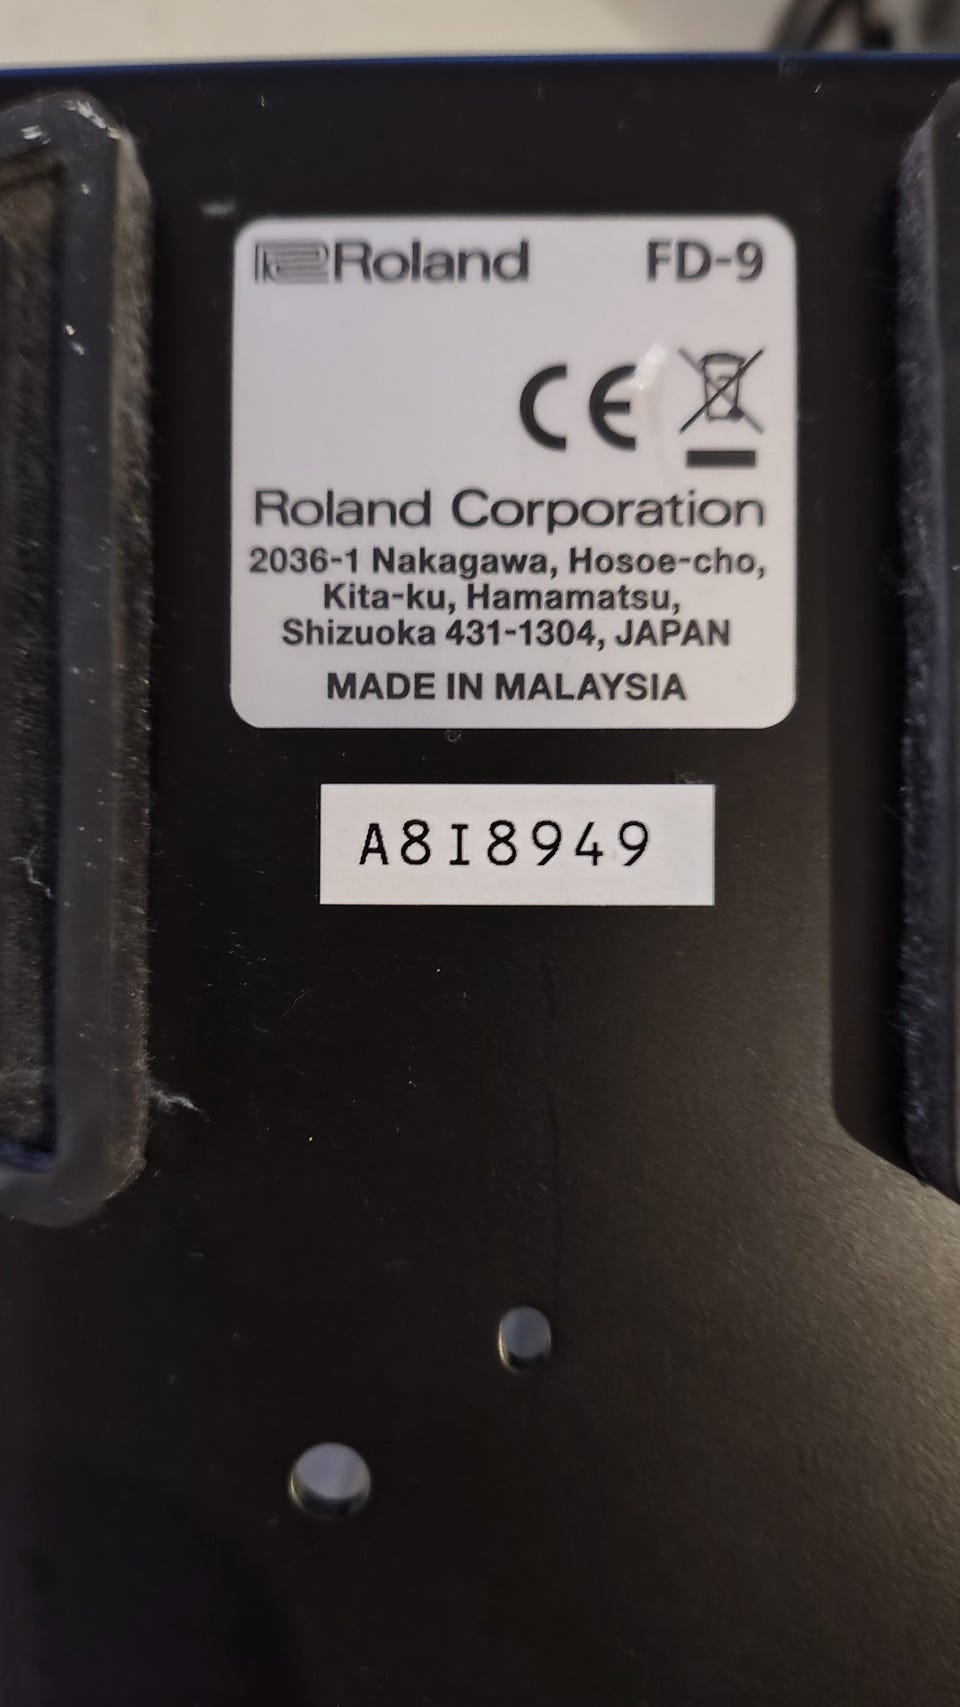 Roland FD-9
CE
Roland Corporation
2036-1 Nakagawa, Hosoe-cho,
Kita-ku, Hamamatsu,
Shizuoka 431-1304, JAPAN
MADE IN MALAYSIA
A8I8949